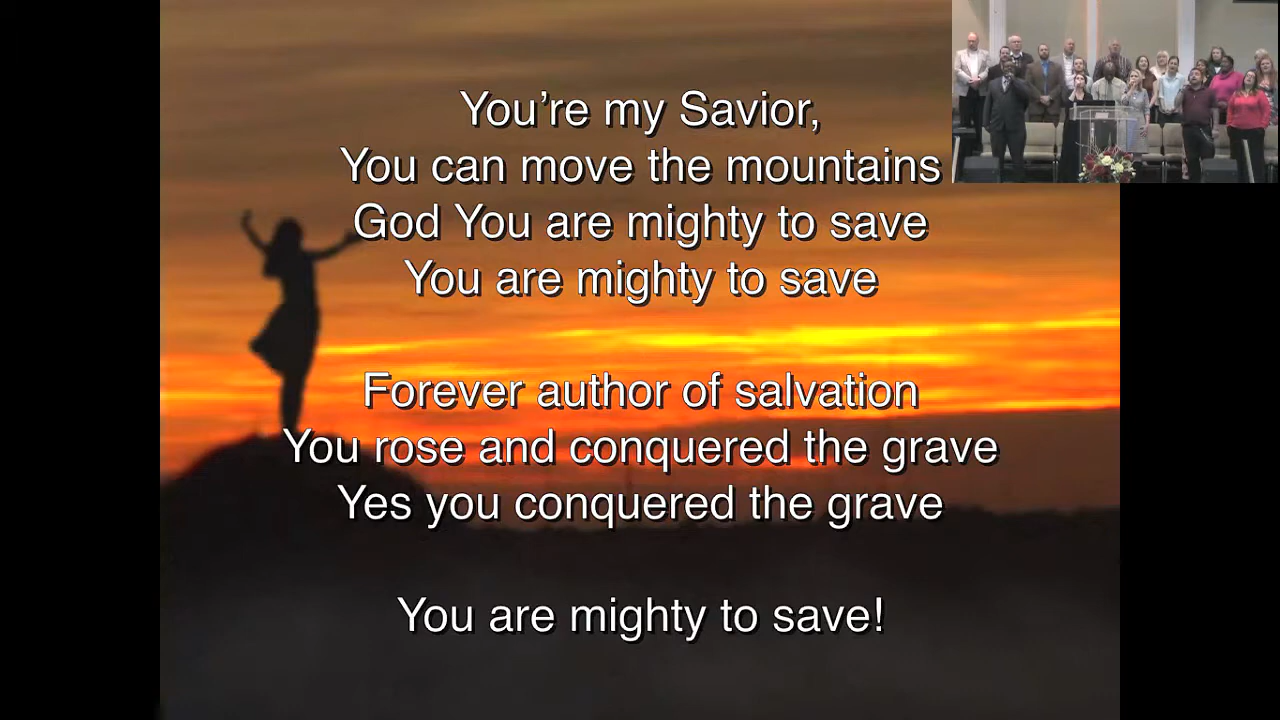 You’re my Savior,
You can move the mountains
God You are mighty to save
You are mighty to save
Forever author of salvation
You rose and conquered the grave
Yes you conquered the grave
You are mighty to save!